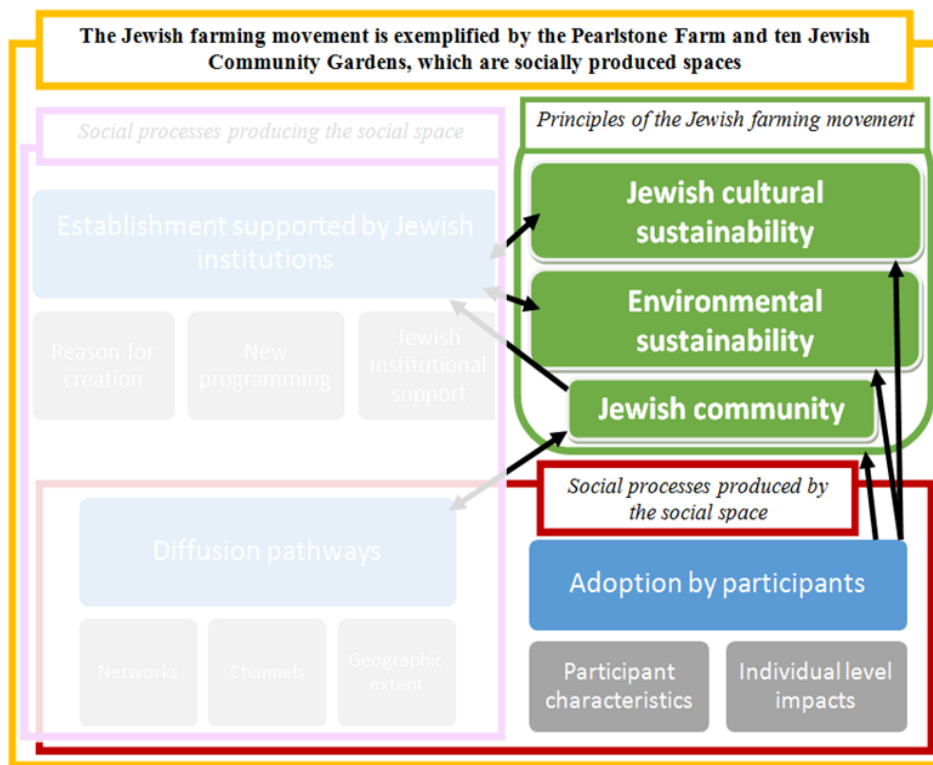 The Jewish farming movement is exemplified by the Pearlstone Farm and ten Jewish
Community Gardens, which are socially produced spaces
Social processes producing the social space
Establishment supported by Jewish
institutions
Reason for
creation
New
programming
Jewish
institutional
support
Principles of the Jewish farming movement
Jewish cultural
sustainability
Environmental
sustainability
Jewish community
Diffusion pathways
Networks
Channels
Geographic
extent
Social processes produced by
the social space
Adoption by participants
Participant
characteristics
Individual level
impacts